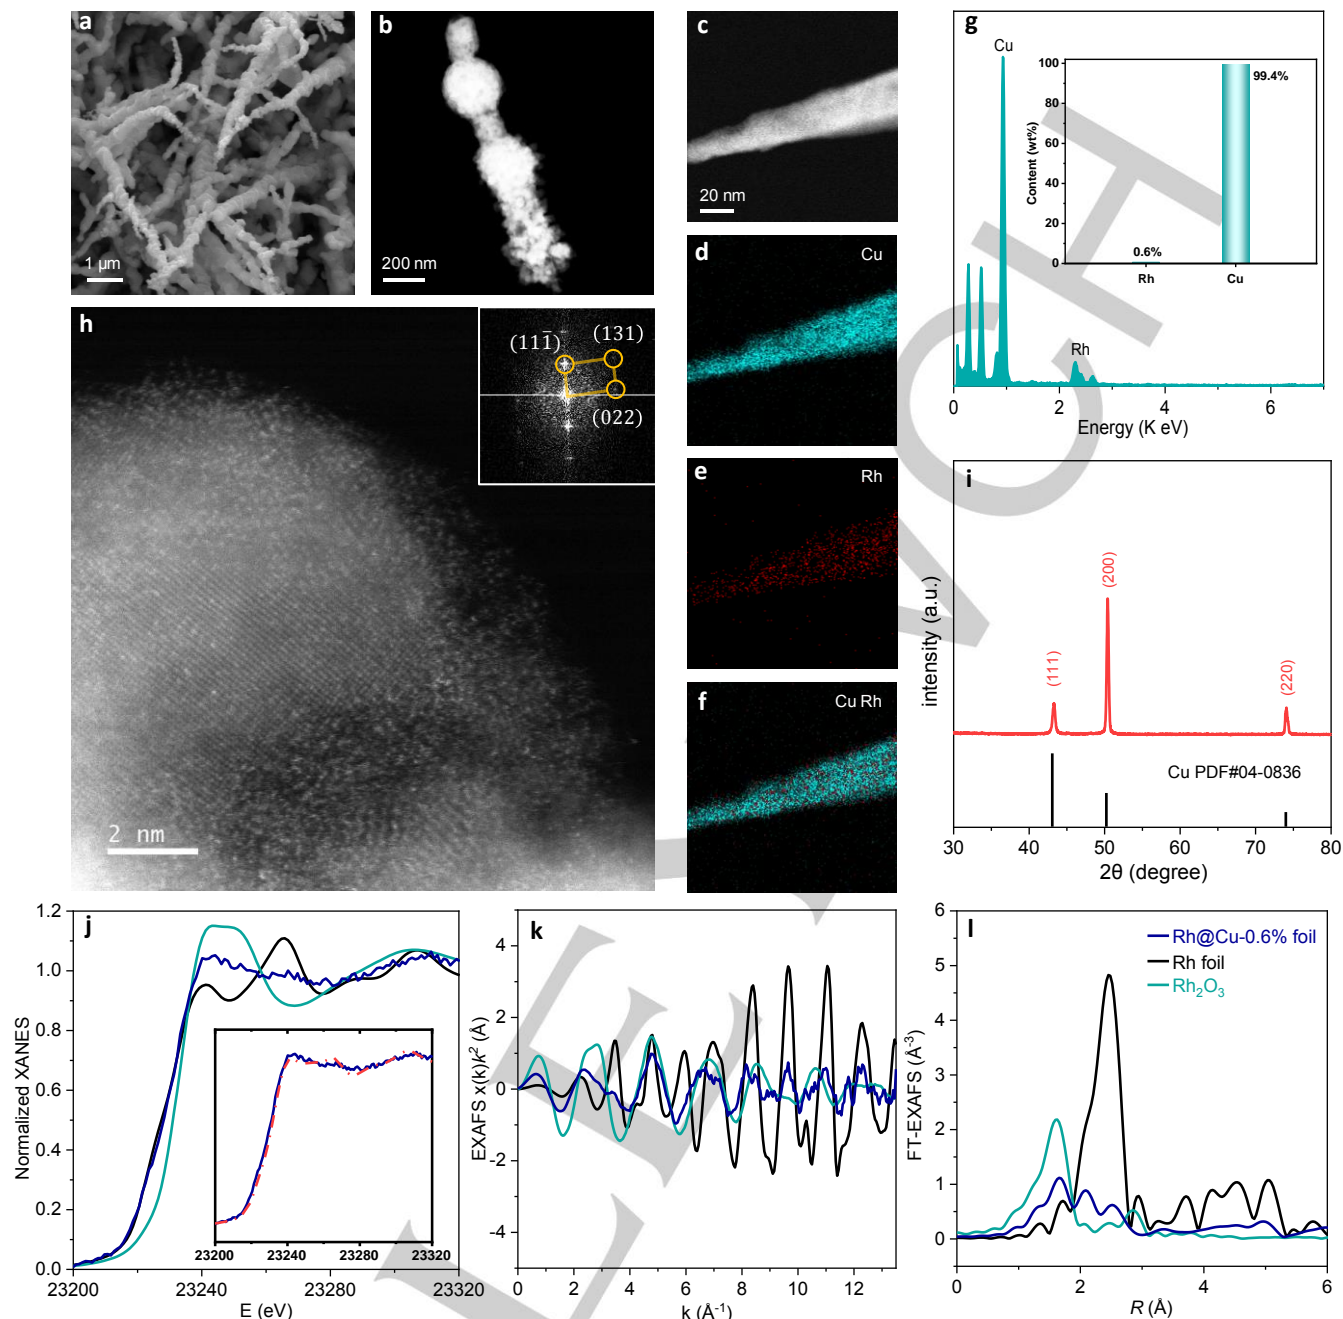 a
1 μm
b
200 nm
c
20 nm
d
Cu
e
Rh
f
Cu Rh
g
Cu
Rh
Content (wt%)
100
80
60
40
20
0
0.6%
99.4%
Rh
Cu
0 2 4 6
Energy (K eV)
h
(111̅)
(131)
(022)
2 nm
i
(111)
(200)
(220)
Cu PDF#04-0836
intensity (a.u.)
30 40 50 60 70 80
2θ (degree)
j
Normalized XANES
1.2
1.0
0.8
0.6
0.4
0.2
0.0
23200 23240 23280 23320
23200 23240 23280 23320
E (eV)
k
EXAFS x(k)k² (Å)
4
2
0
-2
-4
0 2 4 6 8 10 12
k (Å⁻¹)
l
Rh@Cu-0.6% foil
Rh foil
Rh₂O₃
FT-EXAFS (Å⁻³)
6
5
4
3
2
1
0
0 2 4 6
R (Å)